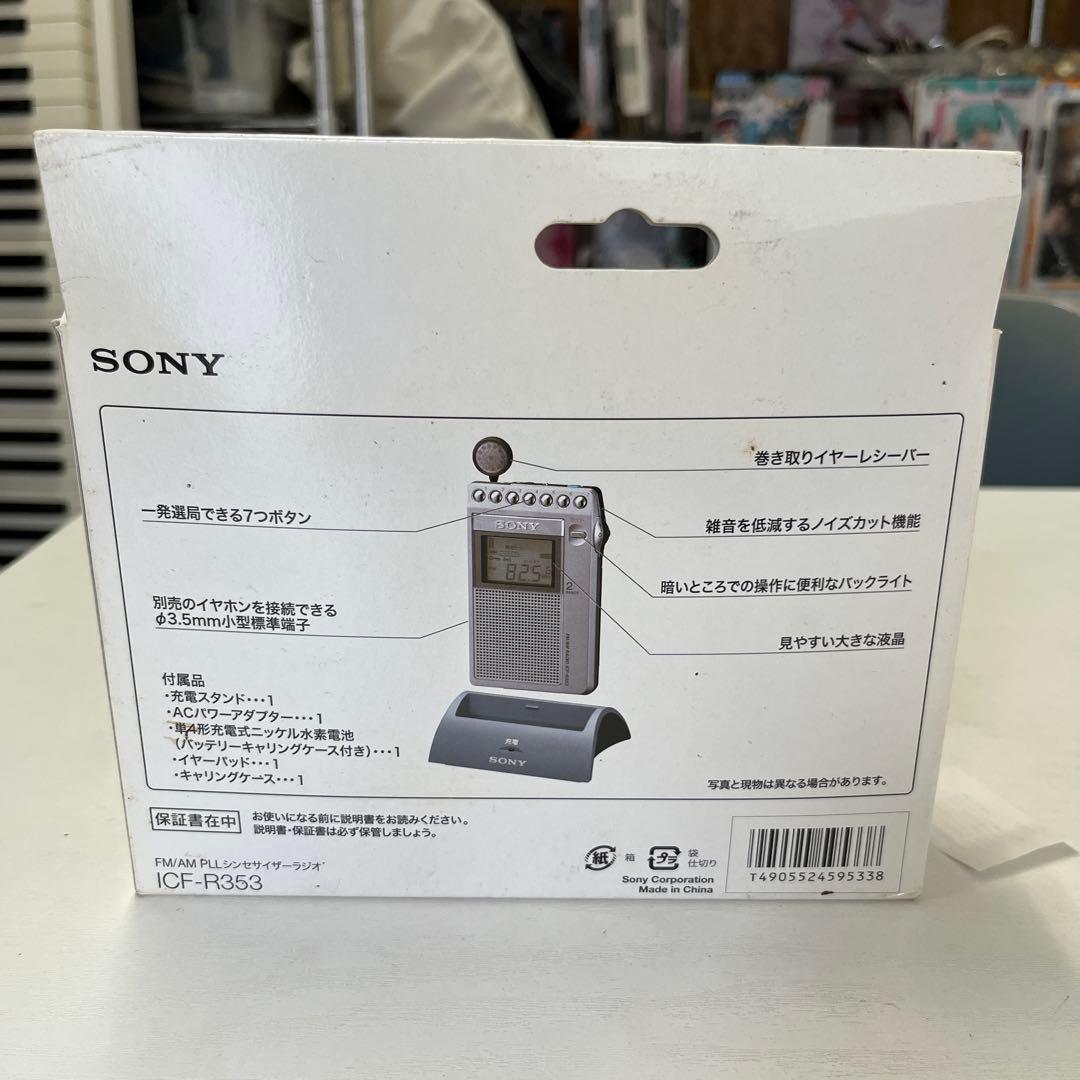 SONY
巻き取りイヤーレシーバー
一発選局できる7つボタン
雑音を低減するノイズカット機能
SONY
82.5
2
暗いところでの操作に便利なバックライト
別売のイヤホンを接続できる
φ3.5mm小型標準端子
見やすい大きな液晶
付属品
・充電スタンド・・・1
・ACパワーアダプター・・・1
・単4形充電式ニッケル水素電池
（バッテリーキャリングケース付き）・・・1
・イヤーパッド・・・1
・キャリングケース・・・1
充電
SONY
写真と現物は異なる場合があります。
保証書在中
お使いになる前に説明書をお読みください。
説明書・保証書は必ず保管しましょう。
FM/AM PLLシンセサイザーラジオ
ICF-R353
紙 箱
プラ 袋
仕切り
Sony Corporation
Made in China
T4905524595338